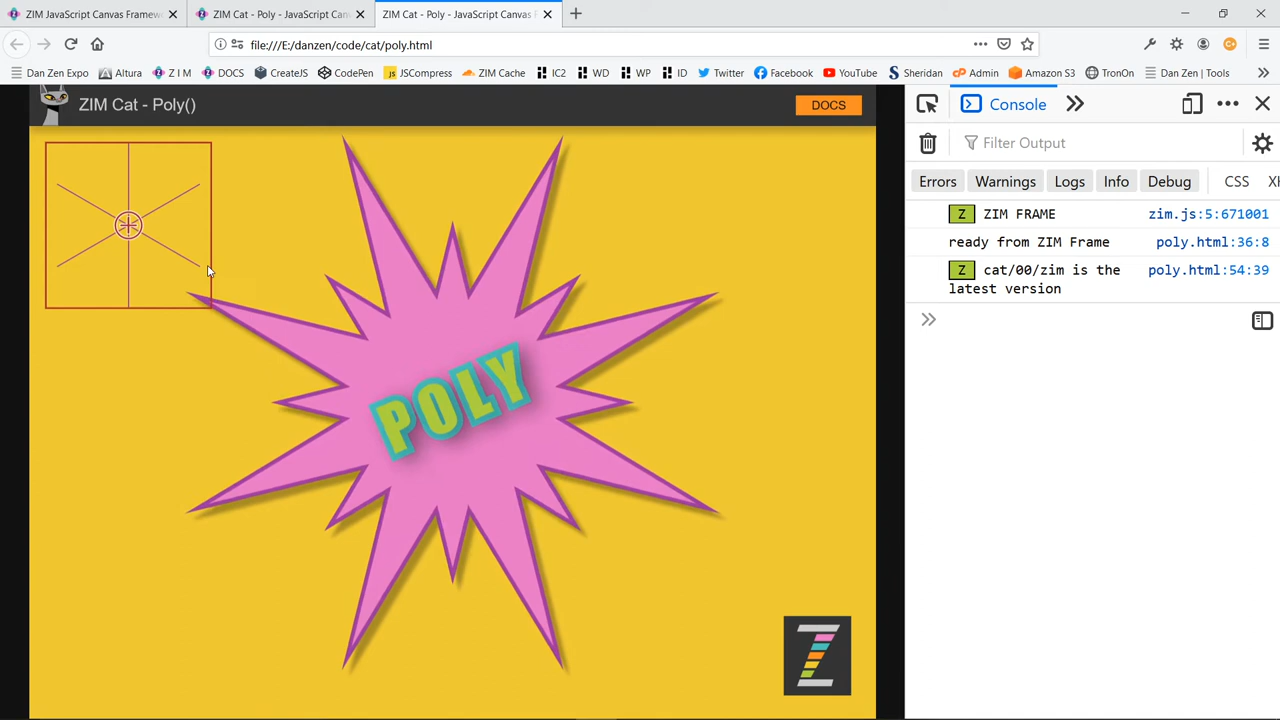 ZIM JavaScript Canvas Framew ZIM Cat - Poly - JavaScript Canvas ZIM Cat - Poly - JavaScript Canvas F
file:///E:/danzen/code/cat/poly.html
Dan Zen Expo Altura Z I M DOCS CreateJS CodePen JSCompress ZIM Cache IC2 WD WP ID Twitter Facebook YouTube Sheridan Admin Amazon S3 TronOn Dan Zen | Tools
ZIM Cat - Poly()
DOCS
POLY
Console
Filter Output
Errors Warnings Logs Info Debug CSS XH
Z ZIM FRAME zim.js:5:671001
ready from ZIM Frame poly.html:36:8
Z cat/00/zim is the poly.html:54:39
latest version